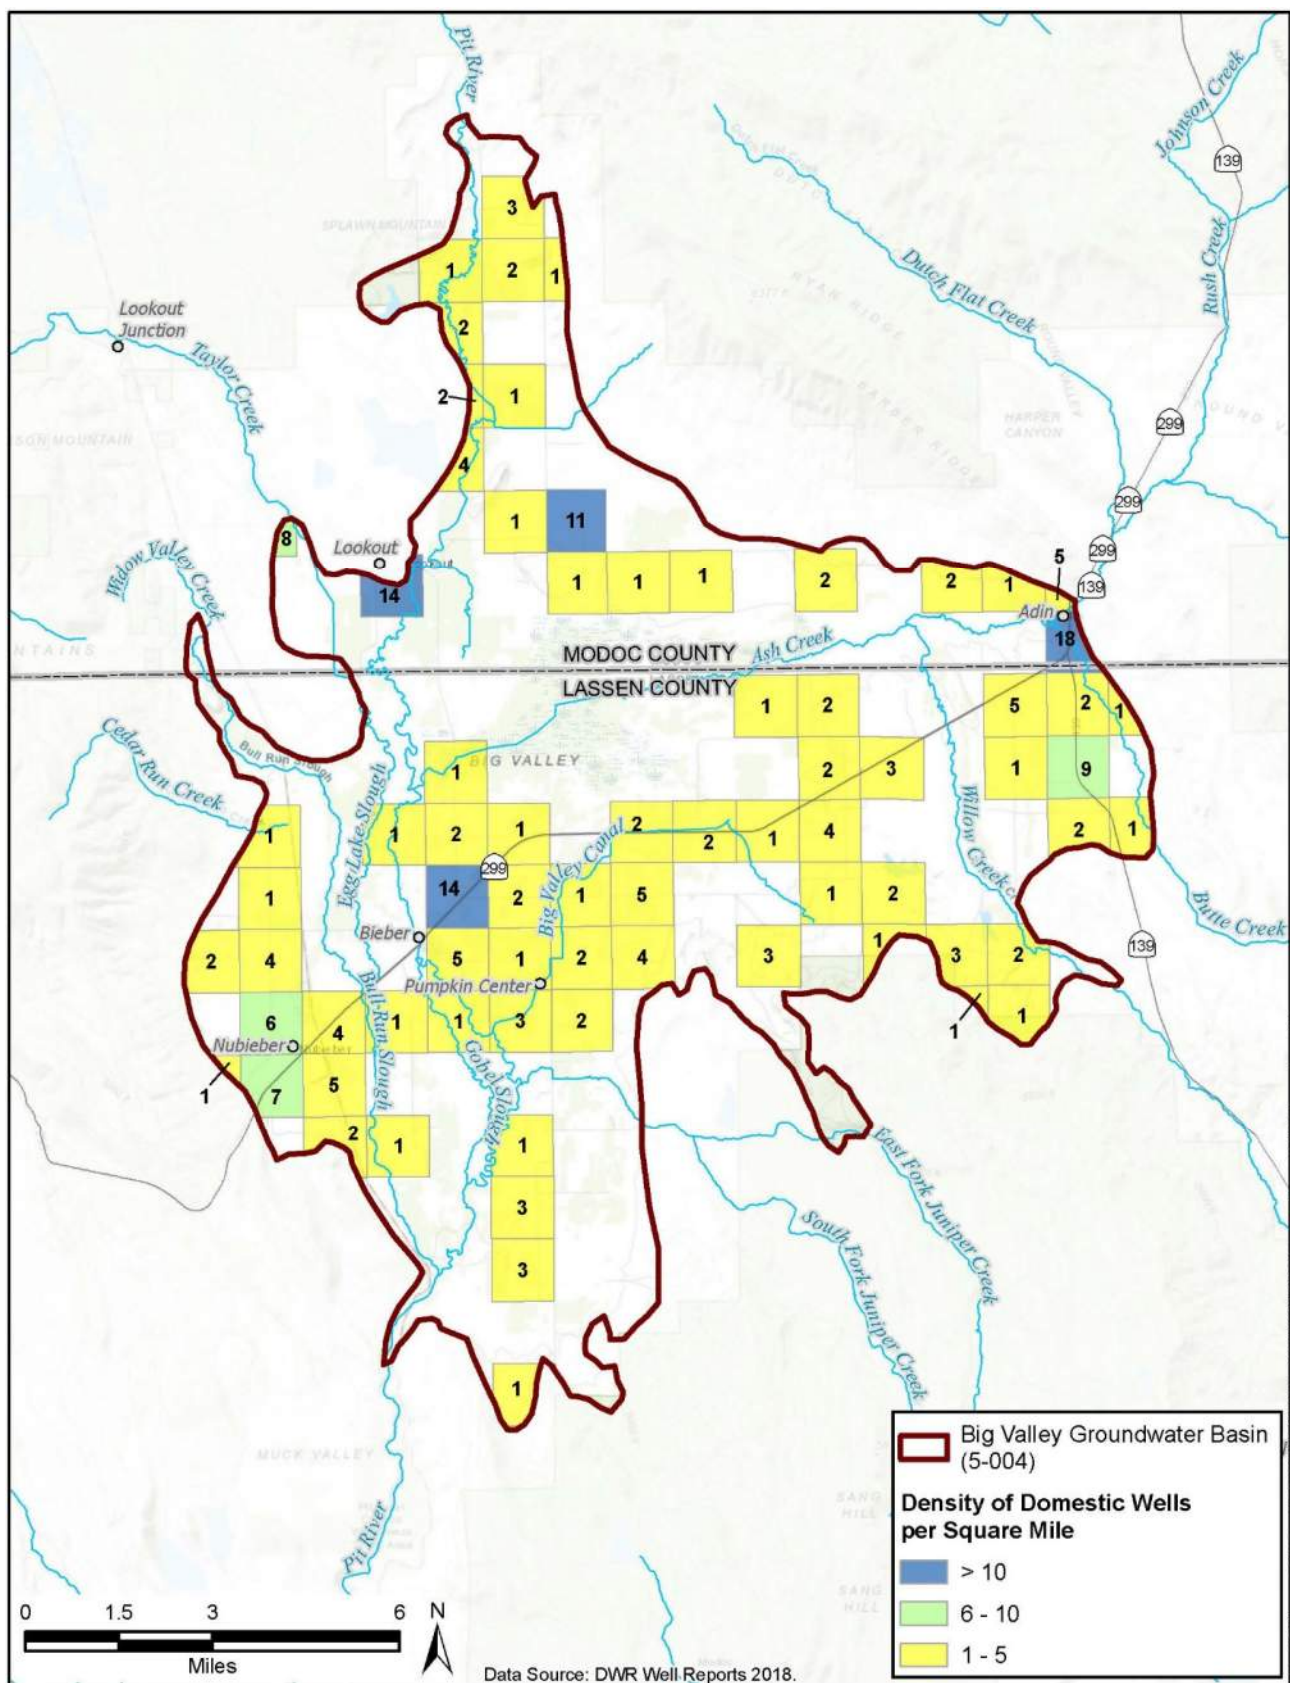 Pit River
Johnson Creek
139
3
SPLAWN MOUNTAIN
1
2
1
Dutch Flat Creek
Rush Creek
Lookout
Junction
2
Taylor Creek
2
1
HARPER
CANYON
299
4
299
1
11
8
Lookout
299
5
Widow Valley Creek
14
1
1
1
2
2
1
139
Adin
18
MODOC COUNTY
Ash Creek
LASSEN COUNTY
1
2
5
2
1
Cedar Run Creek
Bun Run Slough
BIG VALLEY
1
2
3
1
9
Egg Lake Slough
Willow Creek
1
1
2
1
2
2
1
4
2
1
299
Big Valley Canal
1
14
2
1
5
1
2
Butte Creek
Bieber
139
2
4
5
1
2
4
3
1
3
2
Pumpkin Center
6
4
1
1
3
2
1
1
Nubieber
Bull Run Slough
Gobel Slough
1
7
5
2
1
1
East Fork Juniper Creek
3
South Fork Juniper Creek
3
1
MUCK VALLEY
Pit River
Big Valley Groundwater Basin
(5-004)
Density of Domestic Wells
per Square Mile
> 10
6 - 10
1 - 5
SANG
HILL
SANG
HILL
0 1.5 3 6
N
Miles
Data Source: DWR Well Reports 2018.